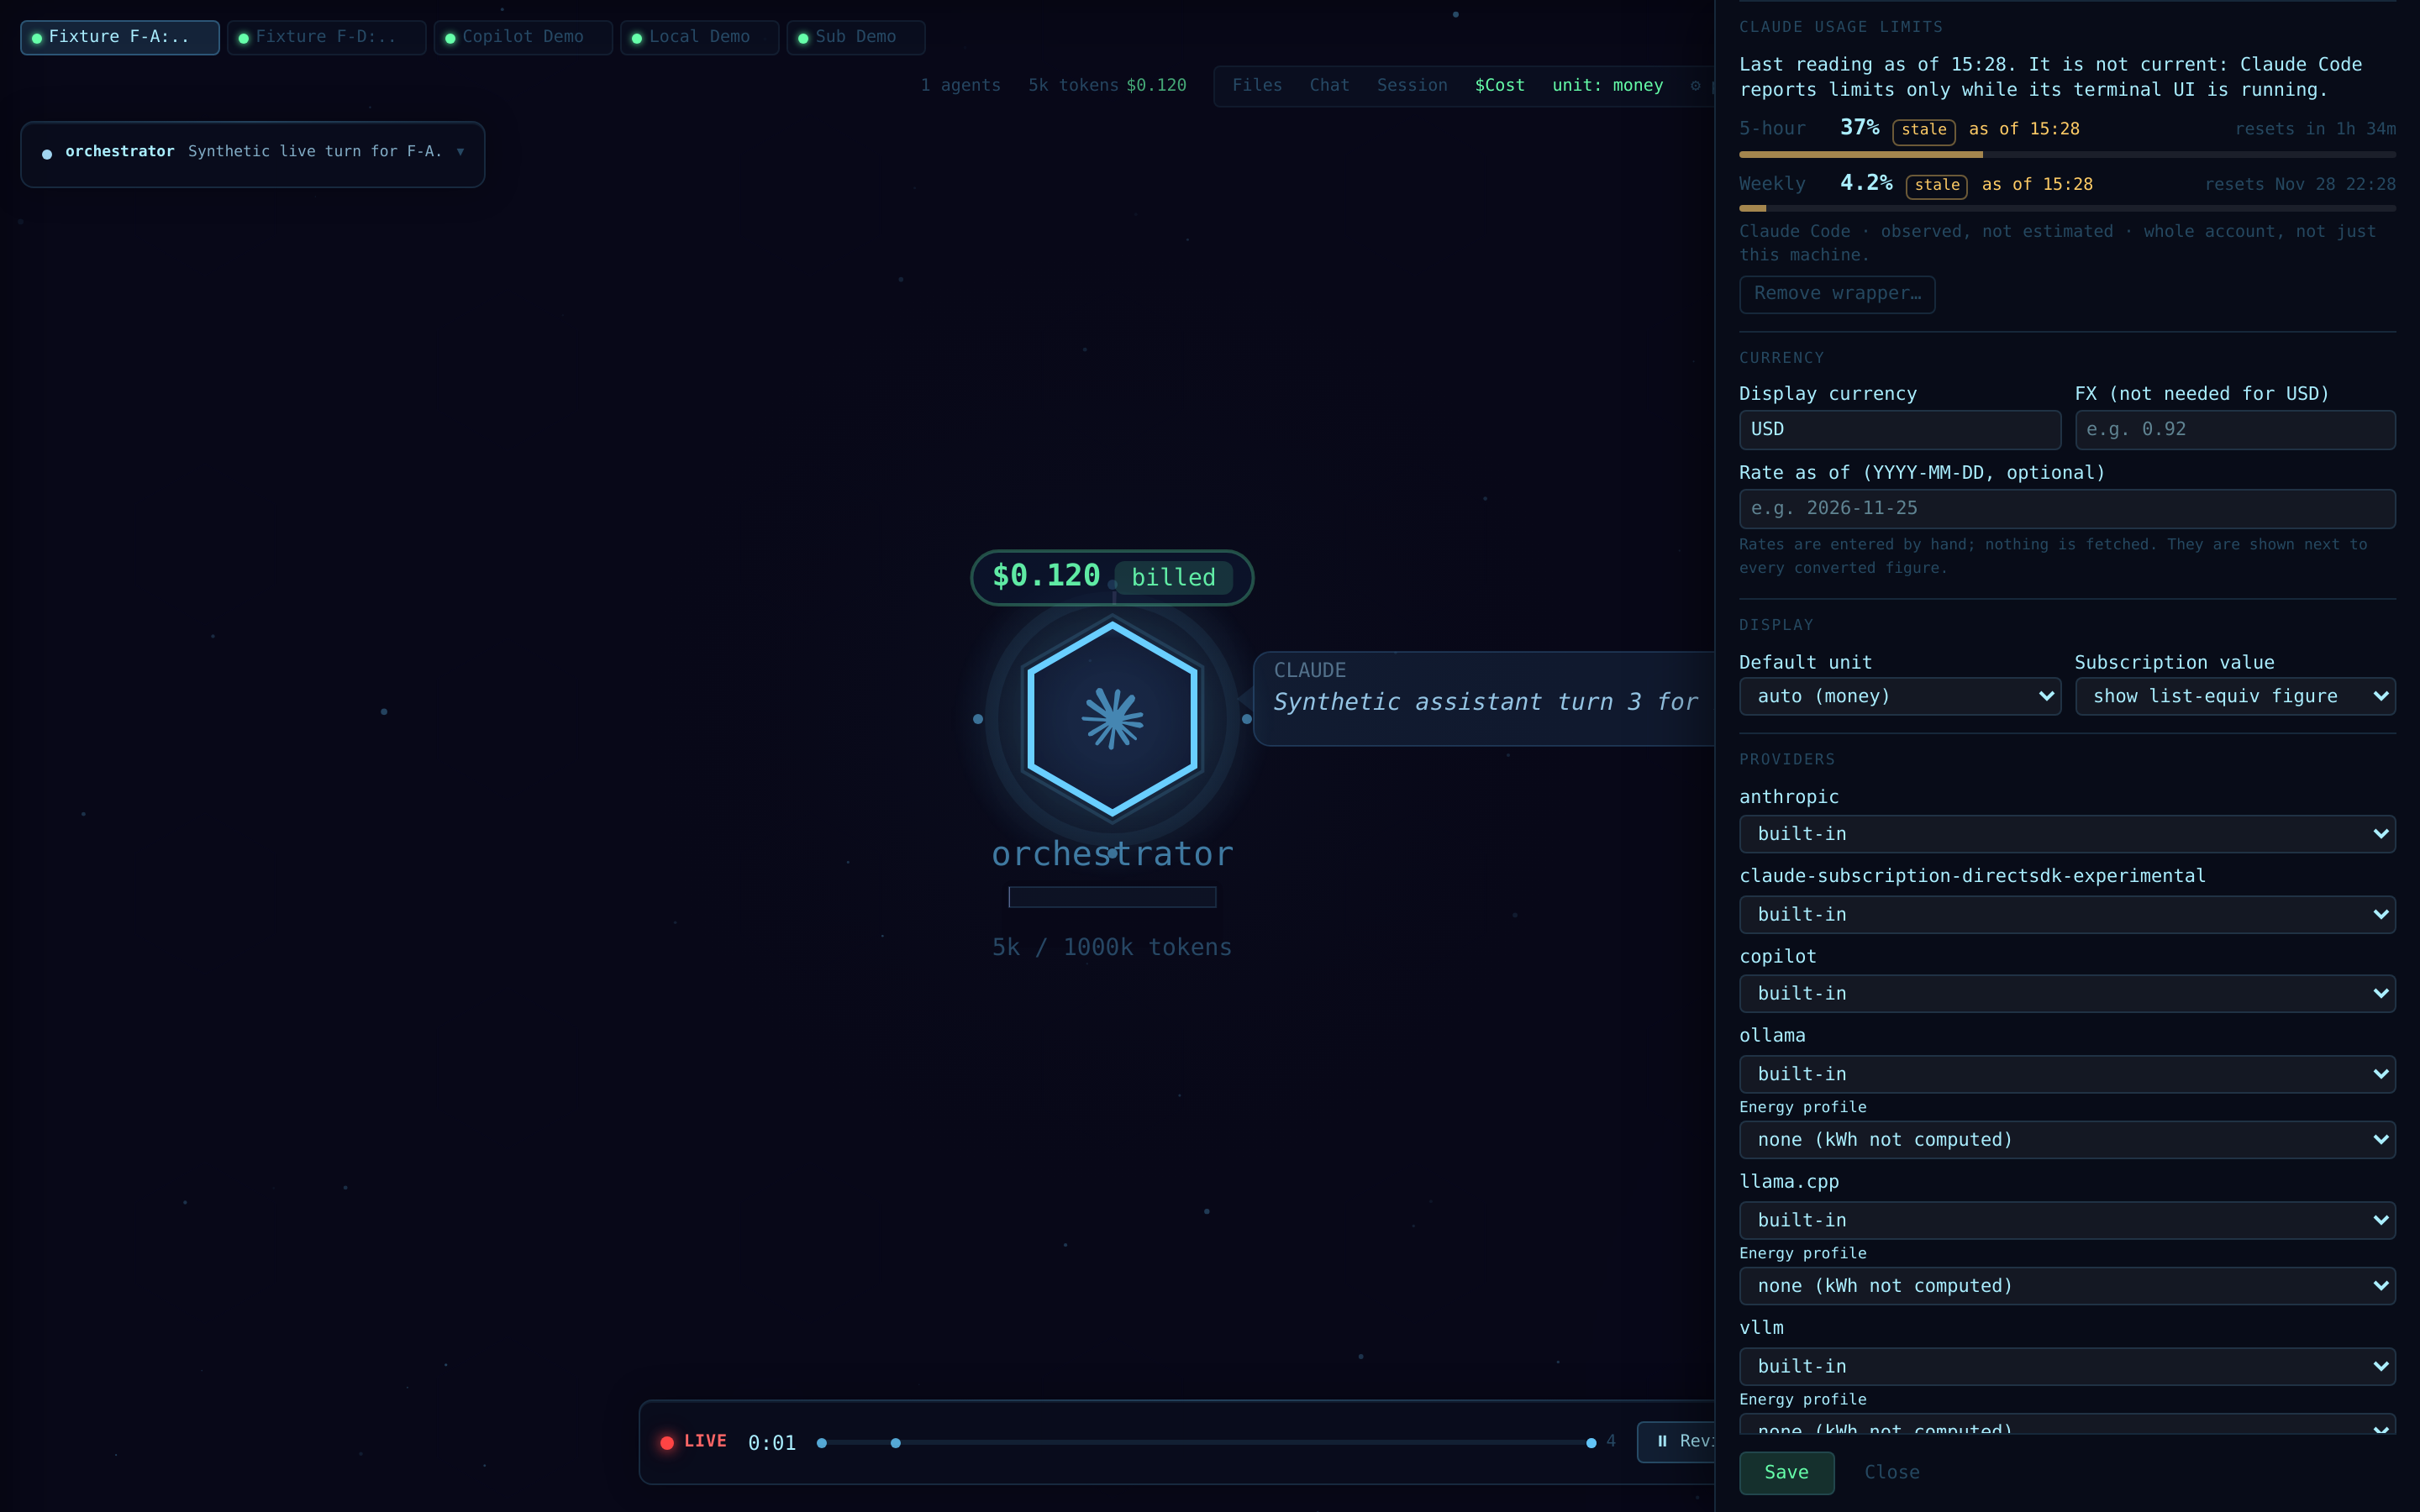 Fixture F-A:..
Fixture F-D:..
Copilot Demo
Local Demo
Sub Demo
1 agents 5k tokens $0.120
Files Chat Session $Cost unit: money ⚙
orchestrator Synthetic live turn for F-A. ▼
$0.120 billed
CLAUDE
Synthetic assistant turn 3 for
orchestrator
5k / 1000k tokens
LIVE 0:01 4 ⏸ Revi
CLAUDE USAGE LIMITS
Last reading as of 15:28. It is not current: Claude Code
reports limits only while its terminal UI is running.
5-hour 37% stale as of 15:28 resets in 1h 34m
Weekly 4.2% stale as of 15:28 resets Nov 28 22:28
Claude Code · observed, not estimated · whole account, not just
this machine.
Remove wrapper…
CURRENCY
Display currency FX (not needed for USD)
USD e.g. 0.92
Rate as of (YYYY-MM-DD, optional)
e.g. 2026-11-25
Rates are entered by hand; nothing is fetched. They are shown next to
every converted figure.
DISPLAY
Default unit Subscription value
auto (money) show list-equiv figure
PROVIDERS
anthropic
built-in
claude-subscription-directsdk-experimental
built-in
copilot
built-in
ollama
built-in
Energy profile
none (kWh not computed)
llama.cpp
built-in
Energy profile
none (kWh not computed)
vllm
built-in
Energy profile
none (kWh not computed)
Save Close